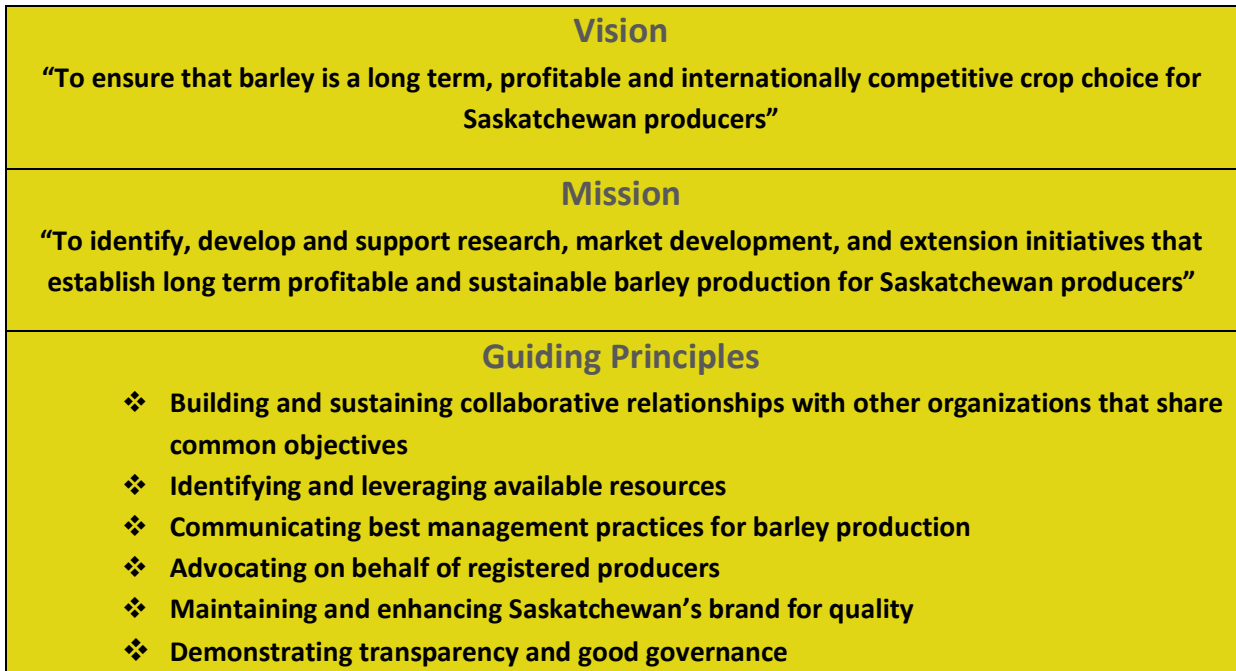 Vision
“To ensure that barley is a long term, profitable and internationally competitive crop choice for
Saskatchewan producers”
Mission
“To identify, develop and support research, market development, and extension initiatives that
establish long term profitable and sustainable barley production for Saskatchewan producers”
Guiding Principles
❖ Building and sustaining collaborative relationships with other organizations that share
common objectives
❖ Identifying and leveraging available resources
❖ Communicating best management practices for barley production
❖ Advocating on behalf of registered producers
❖ Maintaining and enhancing Saskatchewan’s brand for quality
❖ Demonstrating transparency and good governance